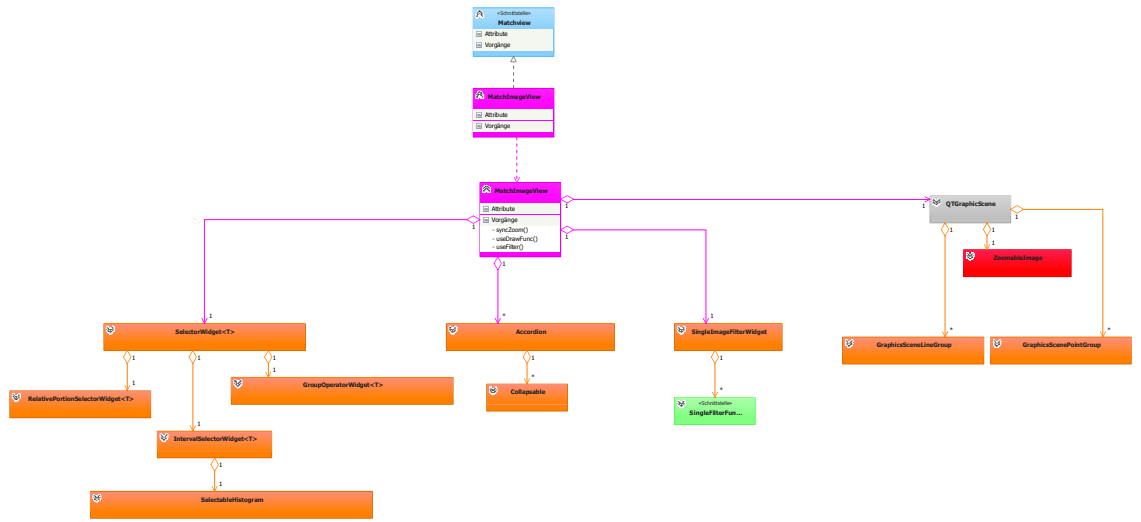 «Schnittstelle»
Matchview
Attribute
Vorgänge
MatchImageView
Attribute
Vorgänge
MatchImageView
Attribute
Vorgänge
- syncZoom()
- useDrawFunc()
- useFilter()
1
1
1
1
1
QTGraphicScene
1
1
1
ZoomableImage
1
1
*
1
SelectorWidget<T>
Accordion
SingleImageFilterWidget
*
*
GraphicsSceneLineGroup
GraphicsScenePointGroup
1
1
1
1
1
1
1
*
*
RelativePortionSelectorWidget<T>
GroupOperatorWidget<T>
Collapsable
«Schnittstelle»
SingleFilterFun...
1
IntervalSelectorWidget<T>
1
1
SelectableHistogram